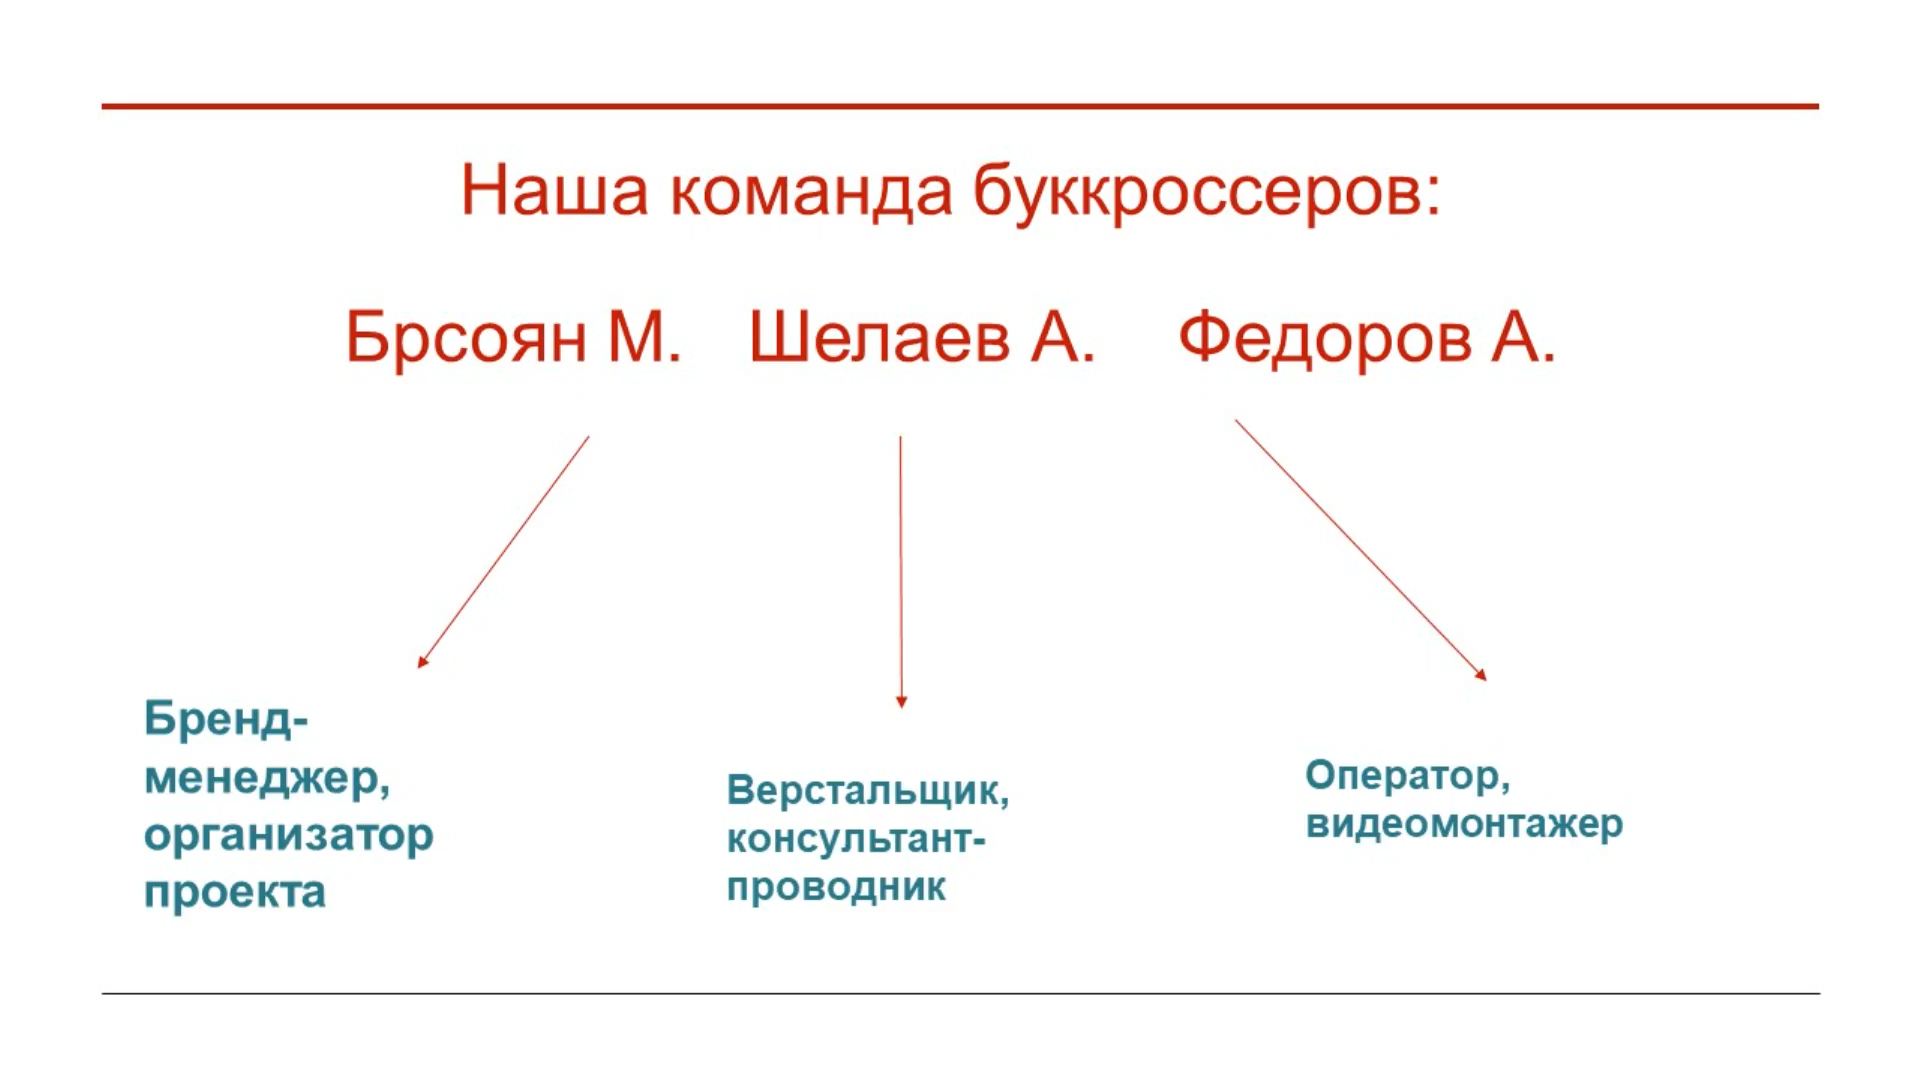 Наша команда буккроссеров:
Брсоян М. Шелаев А. Федоров А.
Бренд-
менеджер,
организатор
проекта
Верстальщик,
консультант-
проводник
Оператор,
видеомонтажер